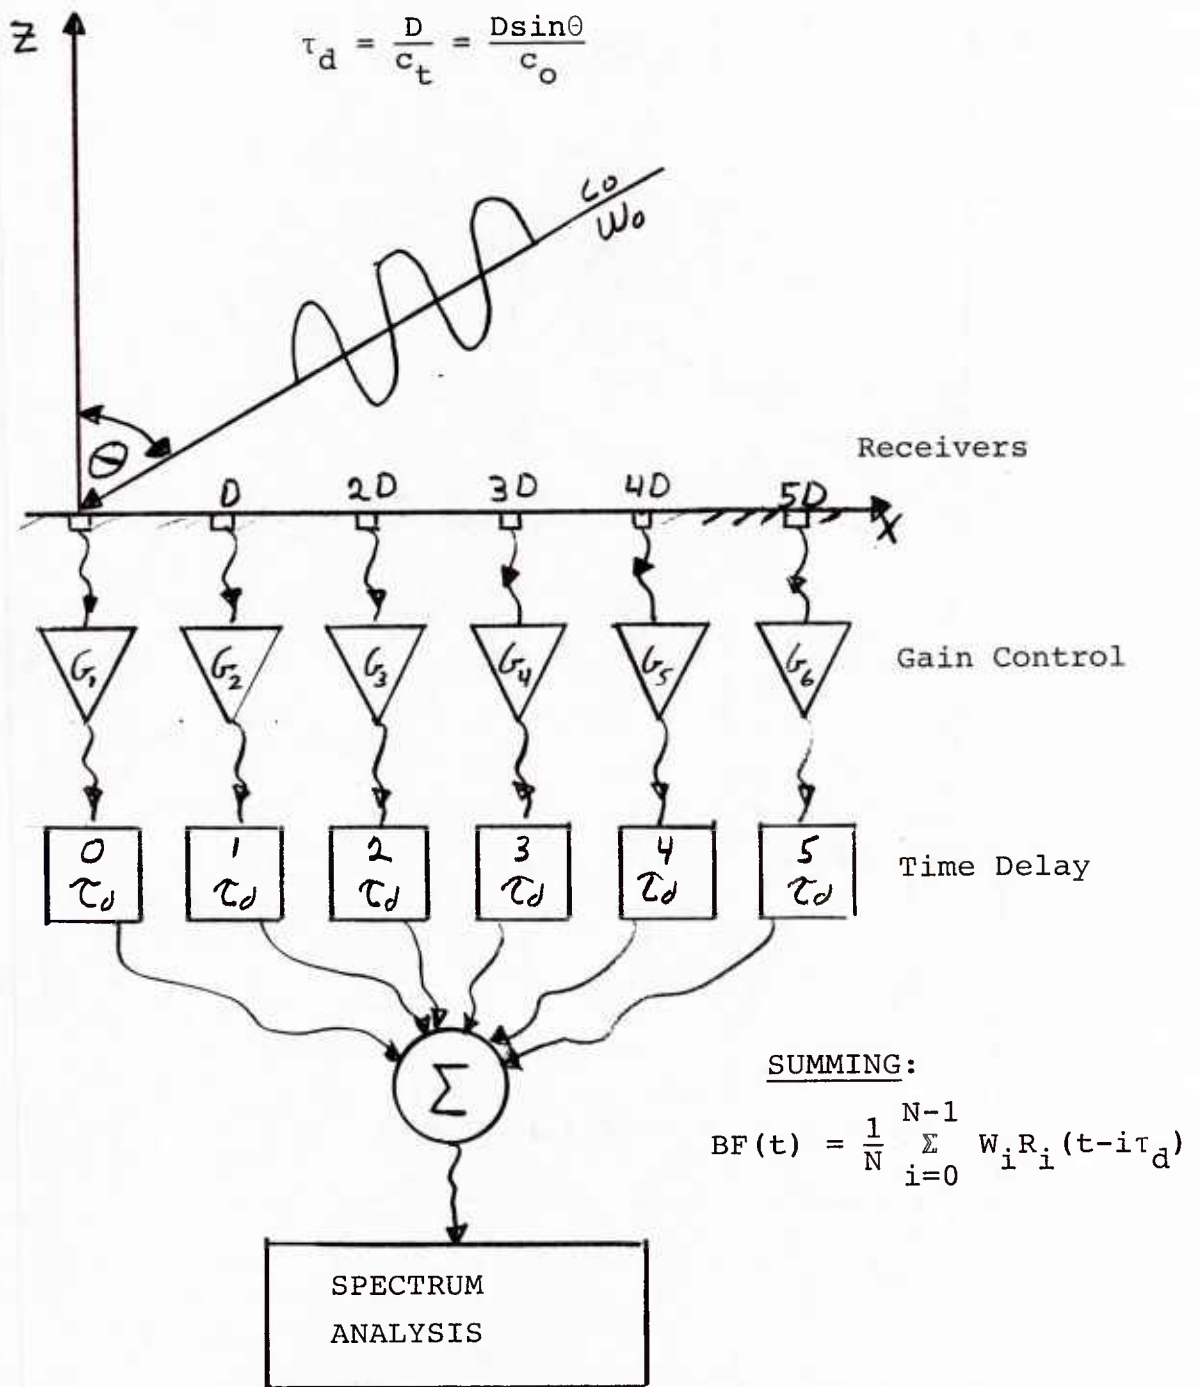 Z
τd = D/ct = Dsinθ/co
co
Wo
θ
Receivers
D 2D 3D 4D 5D
X
G1 G2 G3 G4 G5 G6
Gain Control
0 1 2 3 4 5
τd τd τd τd τd τd
Time Delay
Σ
SUMMING:
BF(t) = 1/N Σ i=0 N-1 WiRi(t-iτd)
SPECTRUM
ANALYSIS